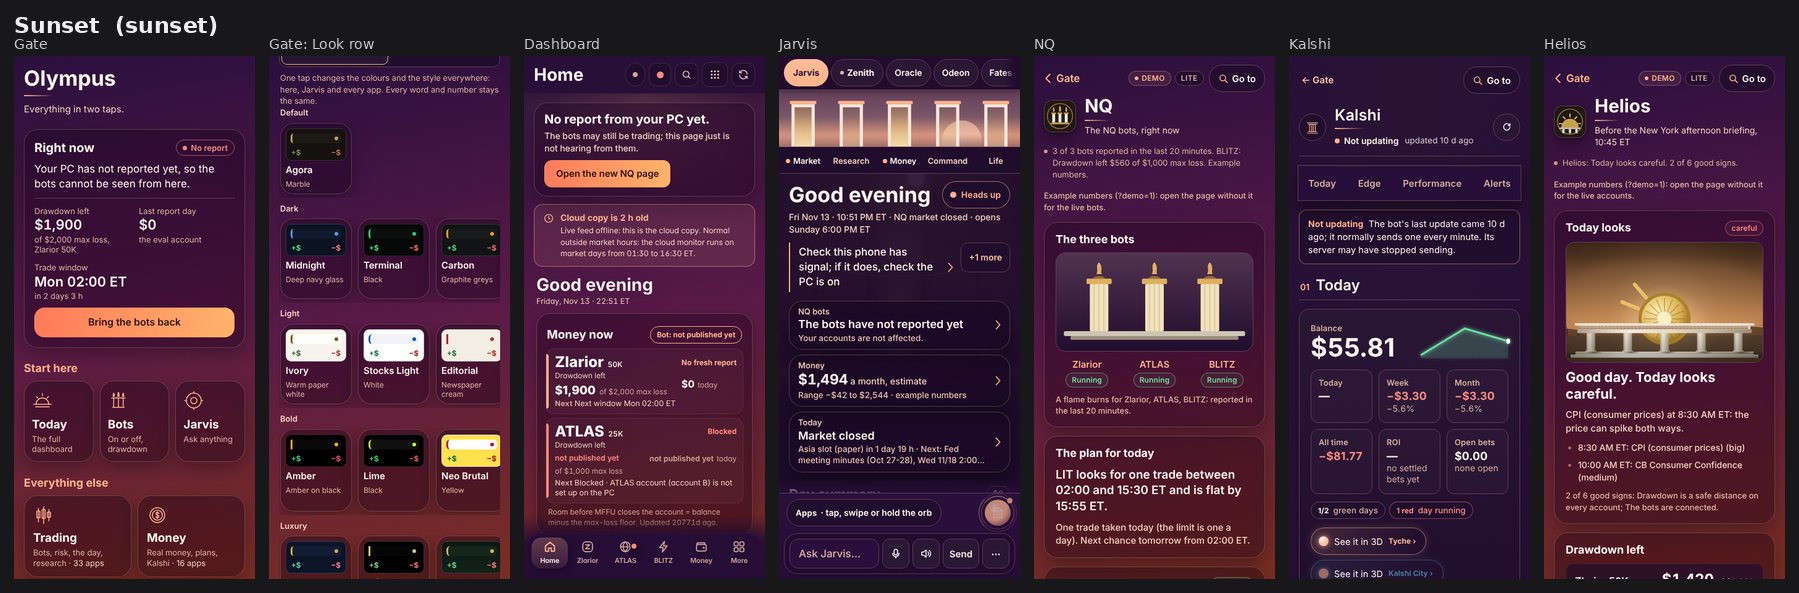 Sunset (sunset)
Gate
Olympus
Everything in two taps.
Right now
No report
Your PC has not reported yet, so the
bots cannot be seen from here.
Drawdown left
Last report day
$1,900
$0
of $2,000 max loss,
the eval account
Zlarior 50K
Trade window
Mon 02:00 ET
in 2 days 3 h
Bring the bots back
Start here
Today
Bots
Jarvis
The full
dashboard
On or off,
drawdown
Ask anything
Everything else
Trading
Money
Bots, risk, the day,
research · 33 apps
Real money, plans,
Kalshi · 16 apps
Gate: Look row
One tap changes the colours and the style everywhere:
here, Jarvis and every app. Every word and number stays
the same.
Default
+$ −$
Agora
Marble
Dark
+$ −$
+$ −$
+$ −$
Midnight
Terminal
Carbon
Deep navy glass
Black
Graphite greys
Light
+$ −$
+$ −$
+$ −$
Ivory
Stocks Light
Editorial
Warm paper
white
White
Newspaper
cream
Bold
+$ −$
+$ −$
+$ −$
Amber
Lime
Neo Brutal
Amber on black
Black
Yellow
Luxury
+$ −$
+$ −$
+$ −$
Dashboard
Home
No report from your PC yet.
The bots may still be trading; this page just is
not hearing from them.
Open the new NQ page
Cloud copy is 2 h old
Live feed offline: this is the cloud copy. Normal
outside market hours: the cloud monitor runs on
market days from 01:30 to 16:30 ET.
Good evening
Friday, Nov 13 · 22:51 ET
Money now
Bot: not published yet
Zlarior 50K
No fresh report
Drawdown left
$1,900 of $2,000 max loss
$0 today
Next Next window Mon 02:00 ET
ATLAS 25K
Blocked
Drawdown left
not published yet
not published yet today
of $1,000 max loss
Next Blocked · ATLAS account (account B) is not
set up on the PC
Room before MFFU closes the account = balance
minus the max-loss floor. Updated 20771d ago.
Home
Zlarior
ATLAS
BLITZ
Money
More
Jarvis
Jarvis
Zenith
Oracle
Odeon
Fates
Market
Research
Money
Command
Life
Good evening
Heads up
Fri Nov 13 · 10:51 PM ET · NQ market closed · opens
Sunday 6:00 PM ET
Check this phone has
signal; if it does, check the
PC is on
+1 more
NQ bots
The bots have not reported yet
Your accounts are not affected.
Money
$1,494 a month, estimate
Range −$42 to $2,544 · example numbers
Today
Market closed
Asia slot (paper) in 1 day 19 h · Next: Fed
meeting minutes (Oct 27-28), Wed 11/18 2:00...
Day summary
Apps · tap, swipe or hold the orb
Ask Jarvis...
Send
NQ
Gate
DEMO
LITE
Go to
NQ
The NQ bots, right now
3 of 3 bots reported in the last 20 minutes. BLITZ:
Drawdown left $560 of $1,000 max loss. Example
numbers.
Example numbers (?demo=1): open the page without it
for the live bots.
The three bots
Zlarior
ATLAS
BLITZ
Running
Running
Running
A flame burns for Zlarior, ATLAS, BLITZ: reported in
the last 20 minutes.
The plan for today
LIT looks for one trade between
02:00 and 15:30 ET and is flat by
15:55 ET.
One trade taken today (the limit is one a
day). Next chance tomorrow from 02:00 ET.
Kalshi
Gate
Go to
Kalshi
Not updating updated 10 d ago
Today
Edge
Performance
Alerts
Not updating The bot's last update came 10 d
ago; it normally sends one every minute. Its
server may have stopped sending.
01 Today
Balance
$55.81
Today
Week
Month
—
−$3.30
−$3.30
−5.6%
−5.6%
All time
ROI
Open bets
−$81.77
—
$0.00
no settled
bets yet
none open
1/2 green days
1 red day running
See it in 3D Tyche ›
See it in 3D Kalshi City ›
Helios
Gate
DEMO
LITE
Go to
Helios
Before the New York afternoon briefing,
10:45 ET
Helios: Today looks careful. 2 of 6 good signs.
Example numbers (?demo=1): open the page without it
for the live accounts.
Today looks
careful
Good day. Today looks
careful.
CPI (consumer prices) at 8:30 AM ET: the
price can spike both ways.
8:30 AM ET: CPI (consumer prices) (big)
10:00 AM ET: CB Consumer Confidence
(medium)
2 of 6 good signs: Drawdown is a safe distance on
every account; The bots are connected.
Drawdown left